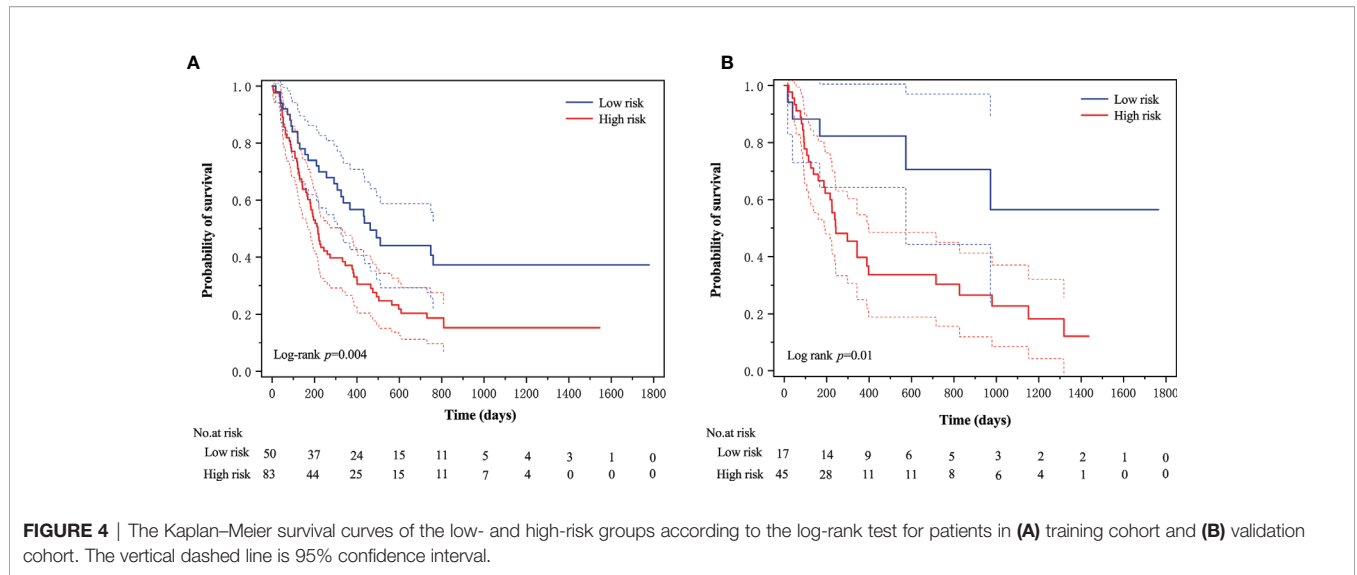 A
1.0
0.8
0.6
0.4
0.2
0.0
Probability of survival
Low risk
High risk
Log-rank p=0.004
0 200 400 600 800 1000 1200 1400 1600 1800
Time (days)
No.at risk
Low risk 50 37 24 15 11 5 4 3 1 0
High risk 83 44 25 15 11 7 4 0 0 0
B
1.0
0.8
0.6
0.4
0.2
0.0
Probability of survival
Low risk
High risk
Log rank p=0.01
0 200 400 600 800 1000 1200 1400 1600 1800
Time (days)
No.at risk
Low risk 17 14 9 6 5 3 2 2 1 0
High risk 45 28 11 11 8 6 4 1 0 0
FIGURE 4 | The Kaplan–Meier survival curves of the low- and high-risk groups according to the log-rank test for patients in (A) training cohort and (B) validation
cohort. The vertical dashed line is 95% confidence interval.